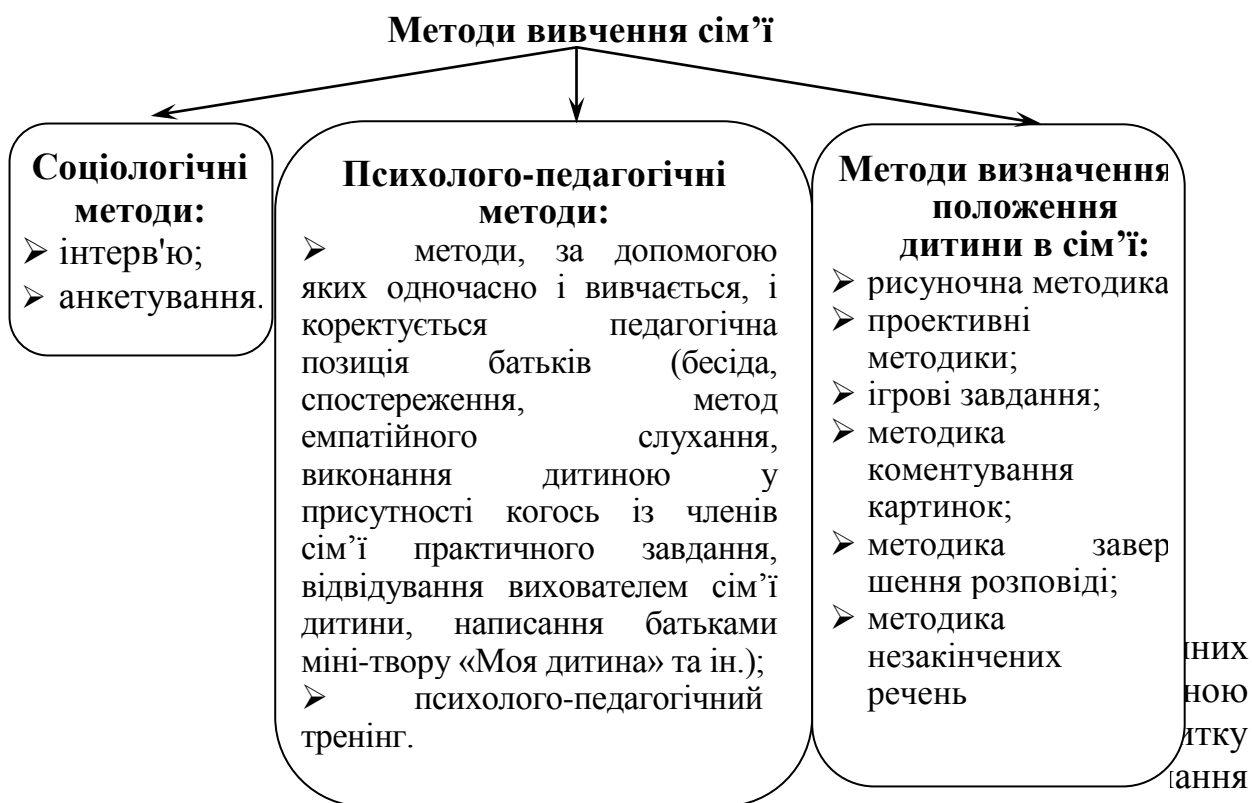 Методи вивчення сім’ї
Соціологічні
методи:
➢ інтерв'ю;
➢ анкетування.
Психолого-педагогічні
методи:
➢ методи, за допомогою
яких одночасно і вивчається, і
коректується педагогічна
позиція батьків (бесіда,
спостереження, метод
емпатійного слухання,
виконання дитиною у
присутності когось із членів
сім’ї практичного завдання,
відвідування вихователем сім’ї
дитини, написання батьками
міні-твору «Моя дитина» та ін.);
➢ психолого-педагогічний
тренінг.
Методи визначення
положення
дитини в сім’ї:
➢ рисуночна методика
➢ проективні
методики;
➢ ігрові завдання;
➢ методика
коментування
картинок;
➢ методика завер
шення розповіді;
➢ методика
незакінчених
речень